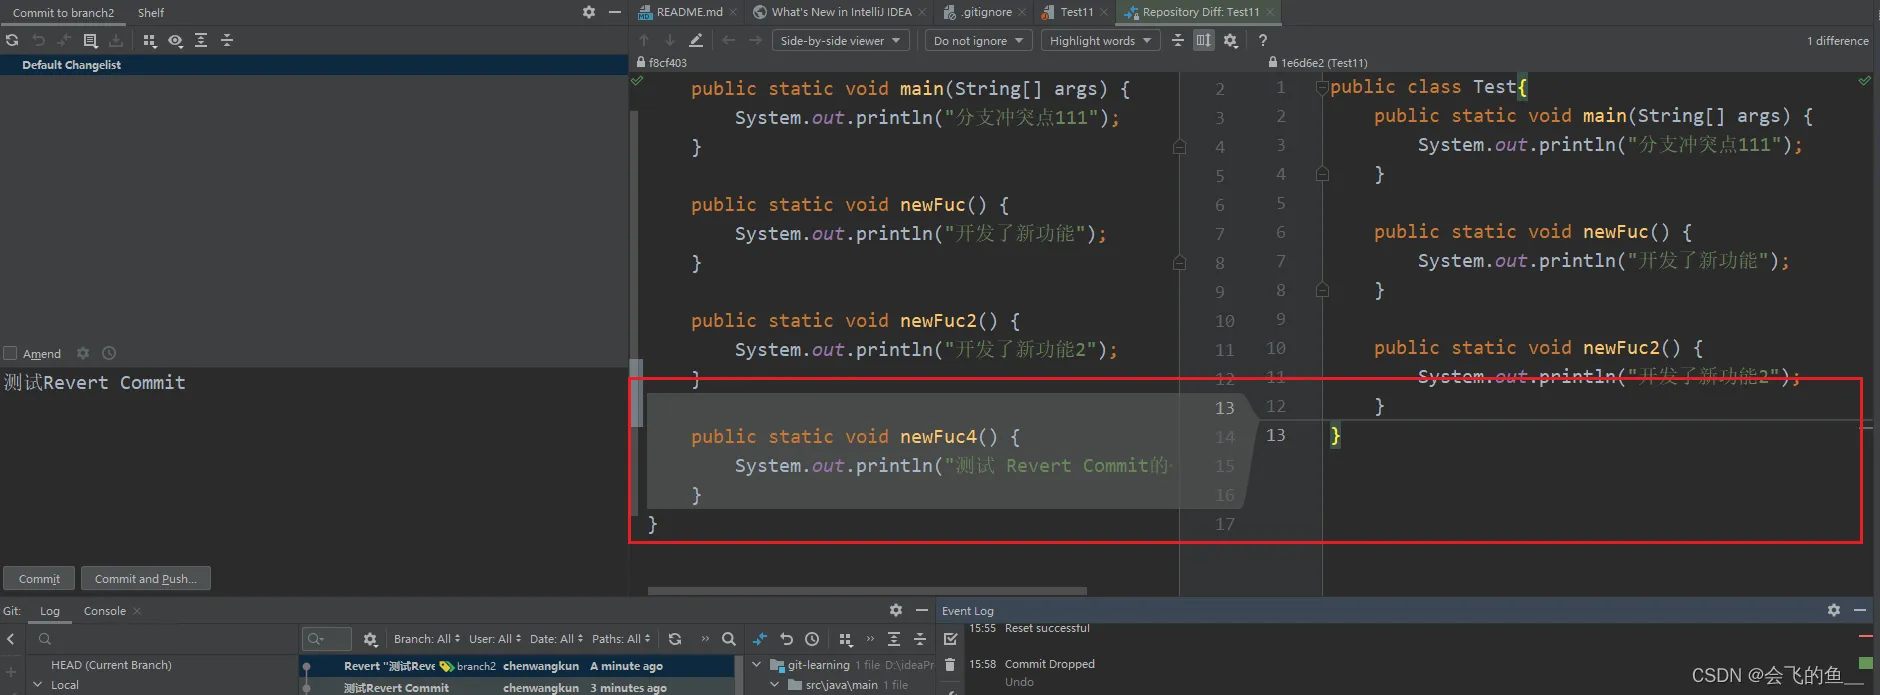 Commit to branch2
Shelf
Default Changelist
Amend
测试Revert Commit
Commit
Commit and Push...
README.md
What's New in IntelliJ IDEA
.gitignore
Test11
Repository Diff: Test11
Side-by-side viewer
Do not ignore
Highlight words
?
1 difference
f8cf403
2 public static void main(String[] args) {
3 System.out.println("分支冲突点111");
4 }
5
6 public static void newFuc() {
7 System.out.println("开发了新功能");
8 }
9
10 public static void newFuc2() {
11 System.out.println("开发了新功能2");
12 }
13
14 public static void newFuc4() {
15 System.out.println("测试 Revert Commit的
16 }
17 }
1e6d6e2 (Test11)
1 public class Test{
2 public static void main(String[] args) {
3 System.out.println("分支冲突点111");
4 }
5
6 public static void newFuc() {
7 System.out.println("开发了新功能");
8 }
9
10 public static void newFuc2() {
11 System.out.println("开发了新功能2");
12 }
13 }
Git:
Log
Console
Branch: All
User: All
Date: All
Paths: All
HEAD (Current Branch)
Local
Revert "测试Reve branch2 chenwangkun A minute ago
测试Revert Commit chenwangkun 3 minutes ago
git-learning 1 file D:\ideaPr
src\java\main 1 file
Event Log
15:55 Reset successful
15:58 Commit Dropped
Undo
CSDN @会飞的鱼__